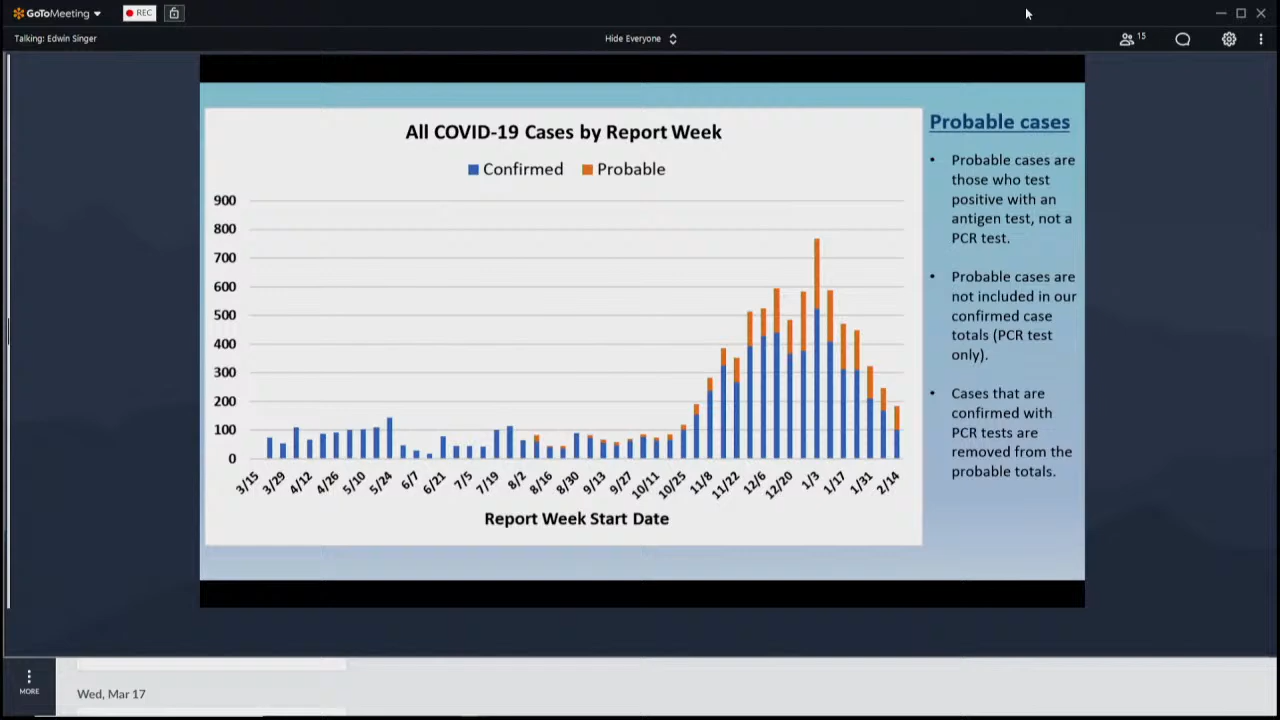 GoToMeeting
REC
Talking: Edwin Singer
Hide Everyone
15
All COVID-19 Cases by Report Week
Confirmed
Probable
900
800
700
600
500
400
300
200
100
0
3/15
3/29
4/12
4/26
5/10
5/24
6/7
6/21
7/5
7/19
8/2
8/16
8/30
9/13
9/27
10/11
10/25
11/8
11/22
12/6
12/20
1/3
1/17
1/31
2/14
Report Week Start Date
Probable cases
• Probable cases are
those who test
positive with an
antigen test, not a
PCR test.
• Probable cases are
not included in our
confirmed case
totals (PCR test
only).
• Cases that are
confirmed with
PCR tests are
removed from the
probable totals.
MORE
Wed, Mar 17